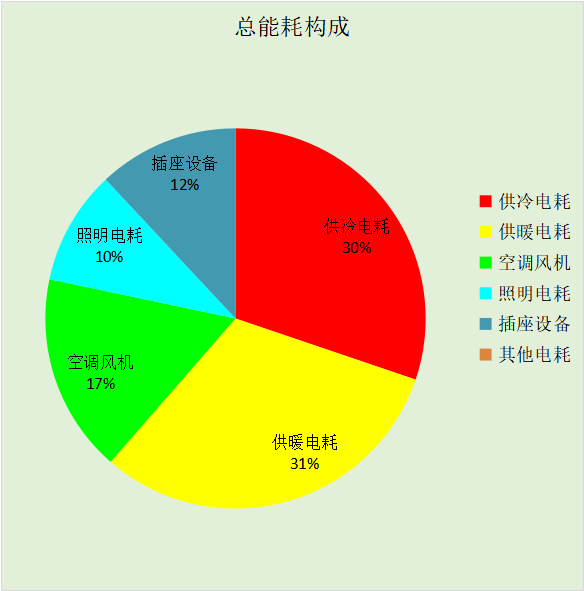 总能耗构成
插座设备
12%
供冷电耗
30%
照明电耗
10%
空调风机
17%
供暖电耗
31%
供冷电耗
供暖电耗
空调风机
照明电耗
插座设备
其他电耗